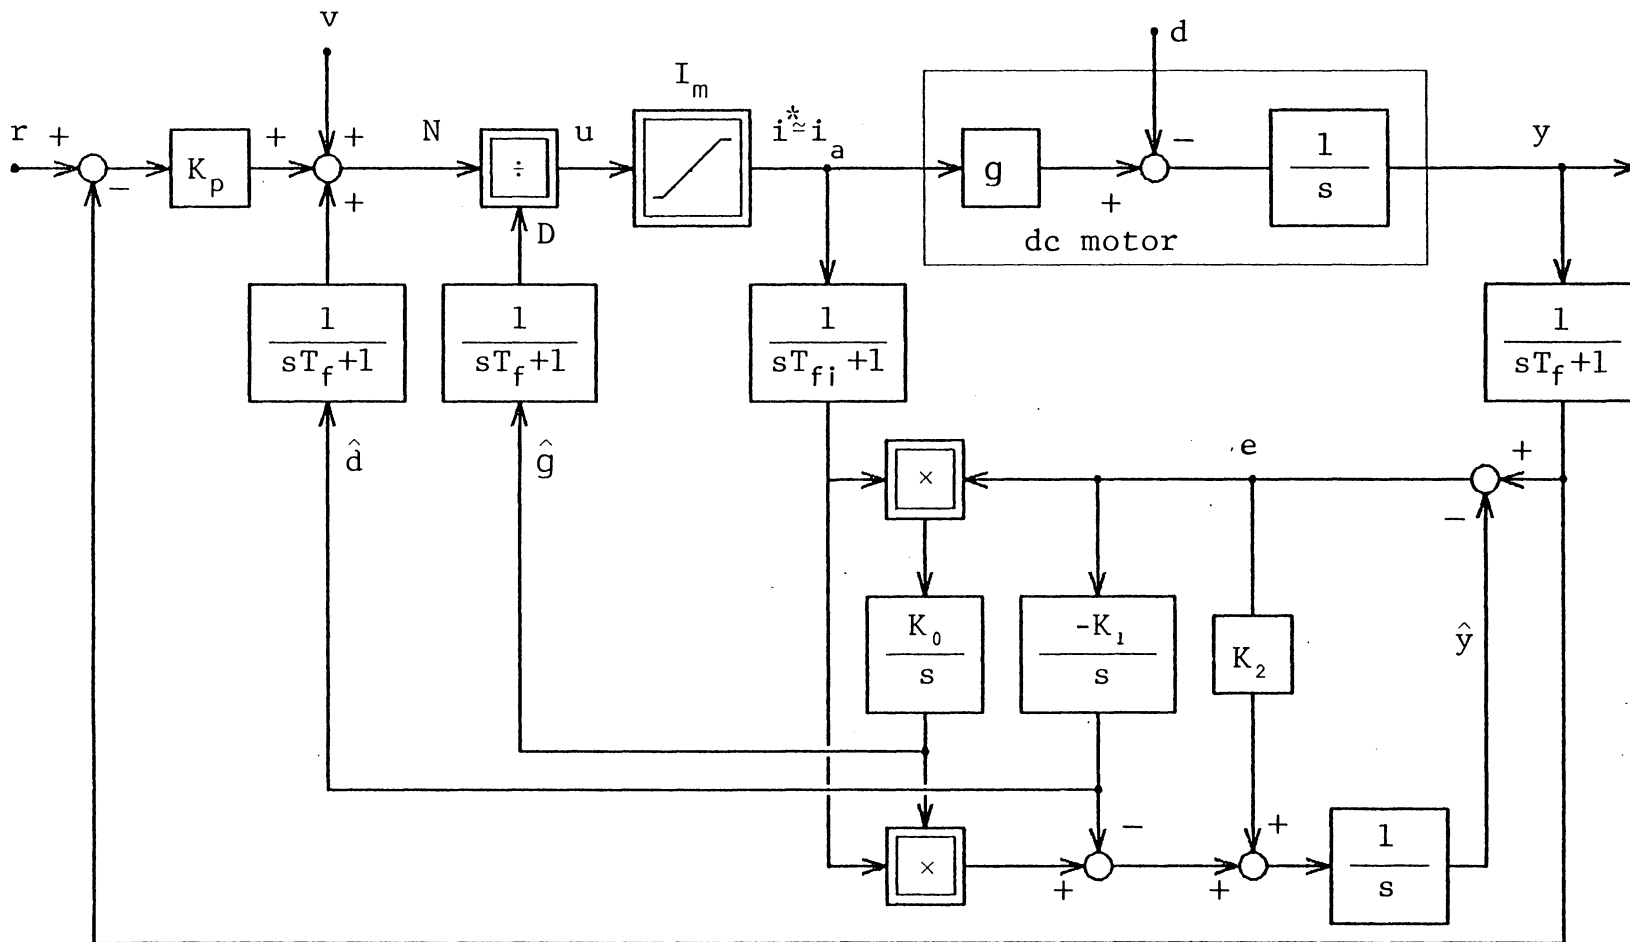 v
d
I_m
r + - K_p + + + N ÷ u i* ≃ i_a g + - 1/s y
D
dc motor
1/(sT_f+1) 1/(sT_f+1) 1/(sT_fi+1) 1/(sT_f+1)
d̂ ĝ × e + -
K_0/s -K_1/s K_2 ŷ
× + - + + 1/s